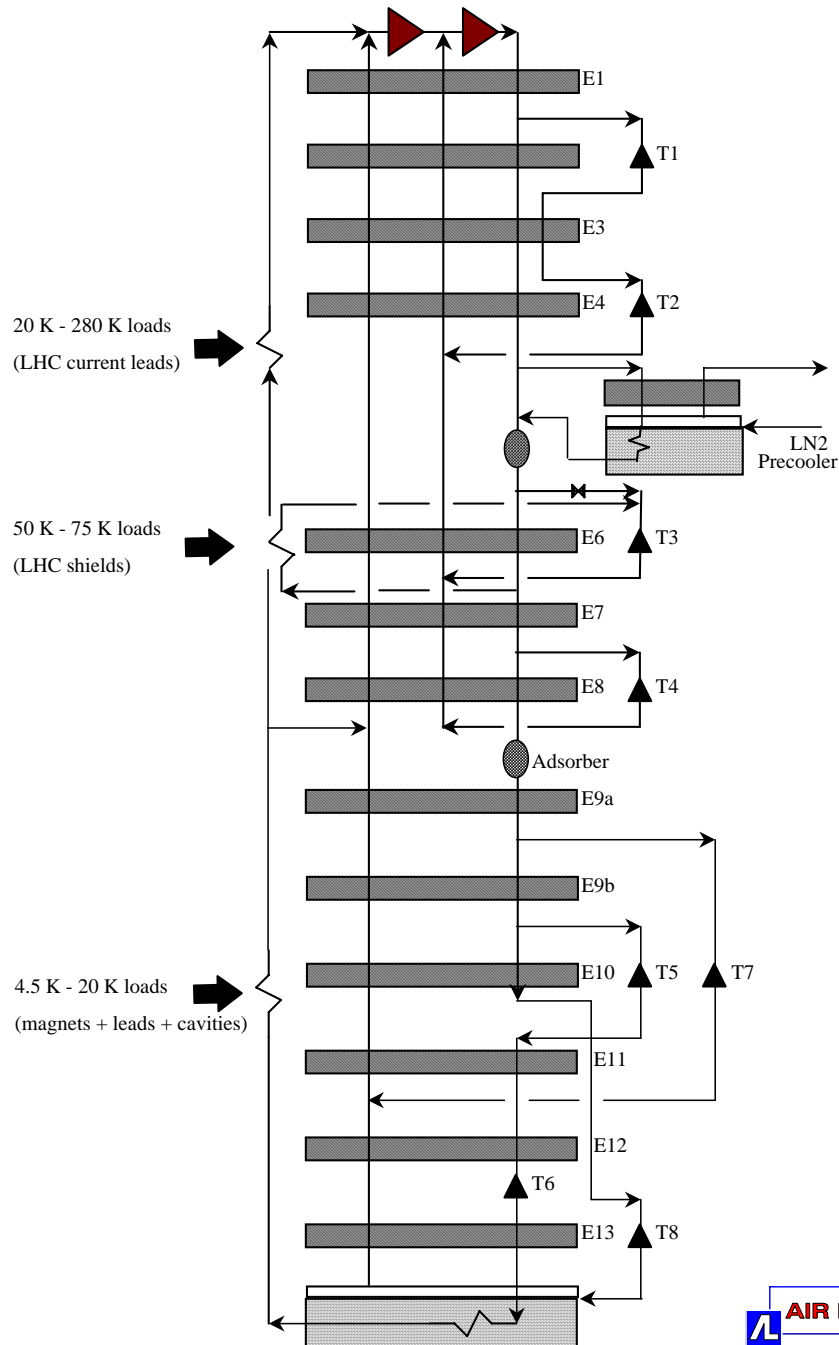 E1
T1
E3
E4
T2
20 K - 280 K loads
(LHC current leads)
LN2
Precooler
50 K - 75 K loads
(LHC shields)
E6
T3
E7
E8
T4
Adsorber
E9a
E9b
4.5 K - 20 K loads
(magnets + leads + cavities)
E10
T5
T7
E11
E12
T6
E13
T8
AIR